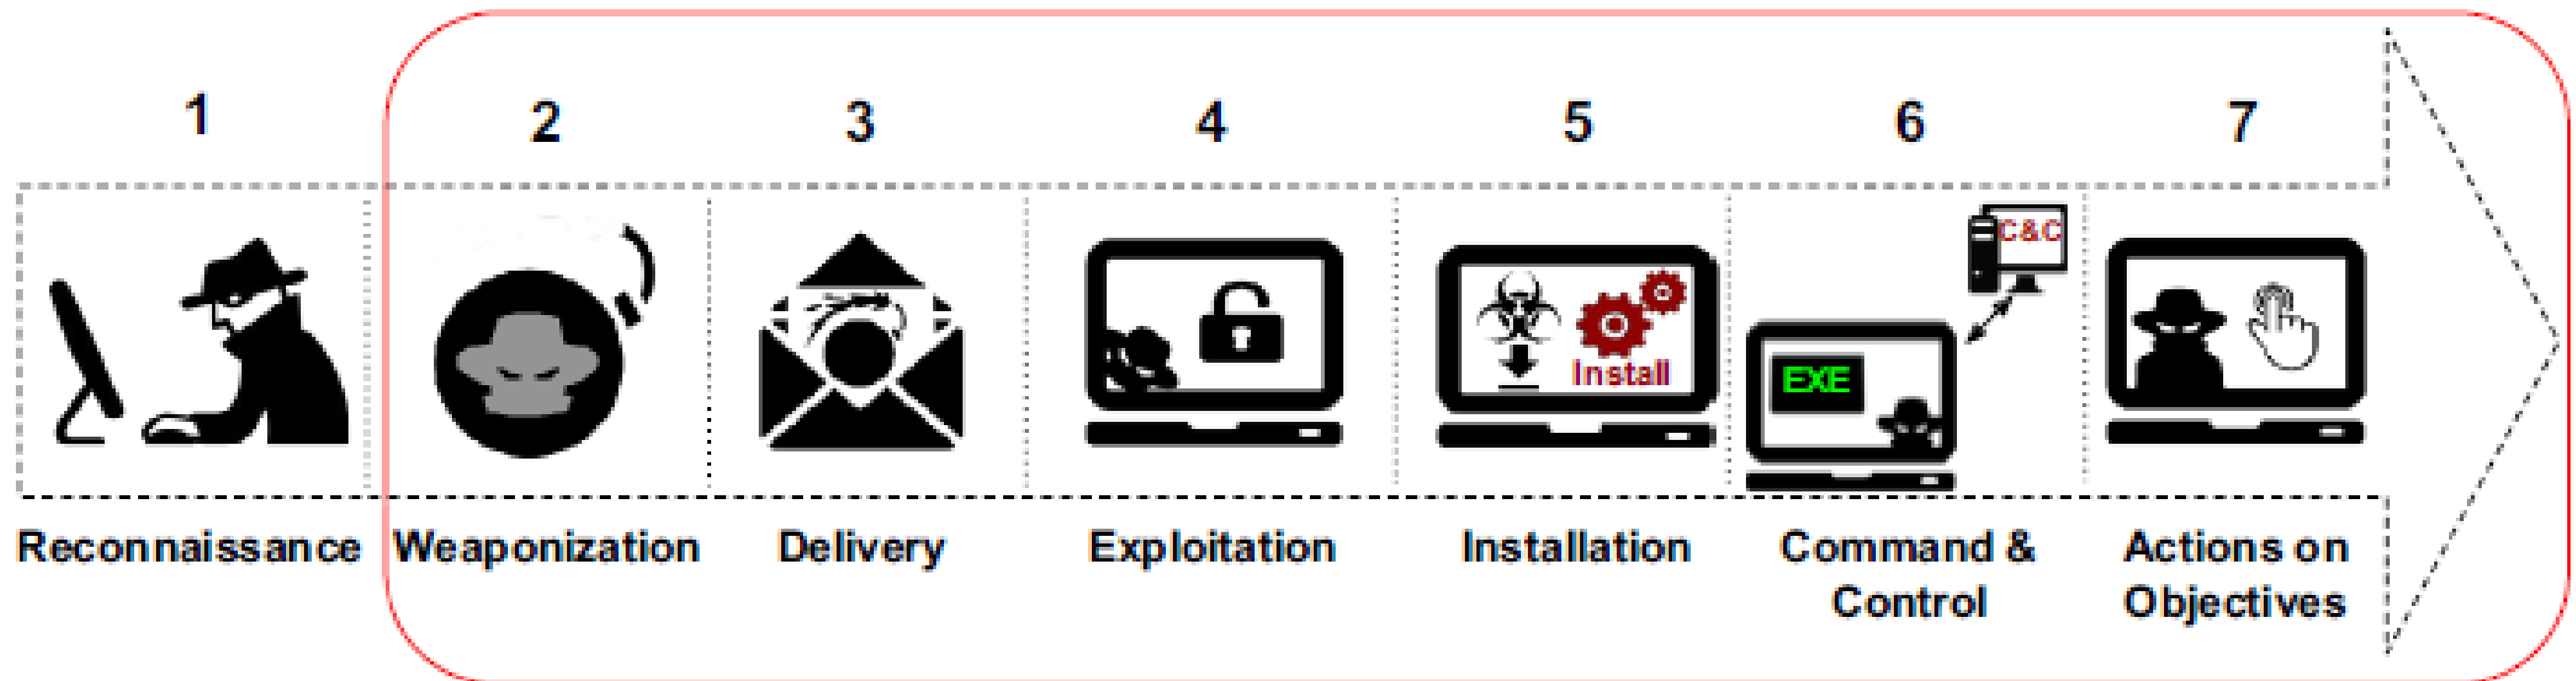 1
2
3
4
5
6
7
C&C
Install
EXE
Reconnaissance
Weaponization
Delivery
Exploitation
Installation
Command &
Control
Actions on
Objectives